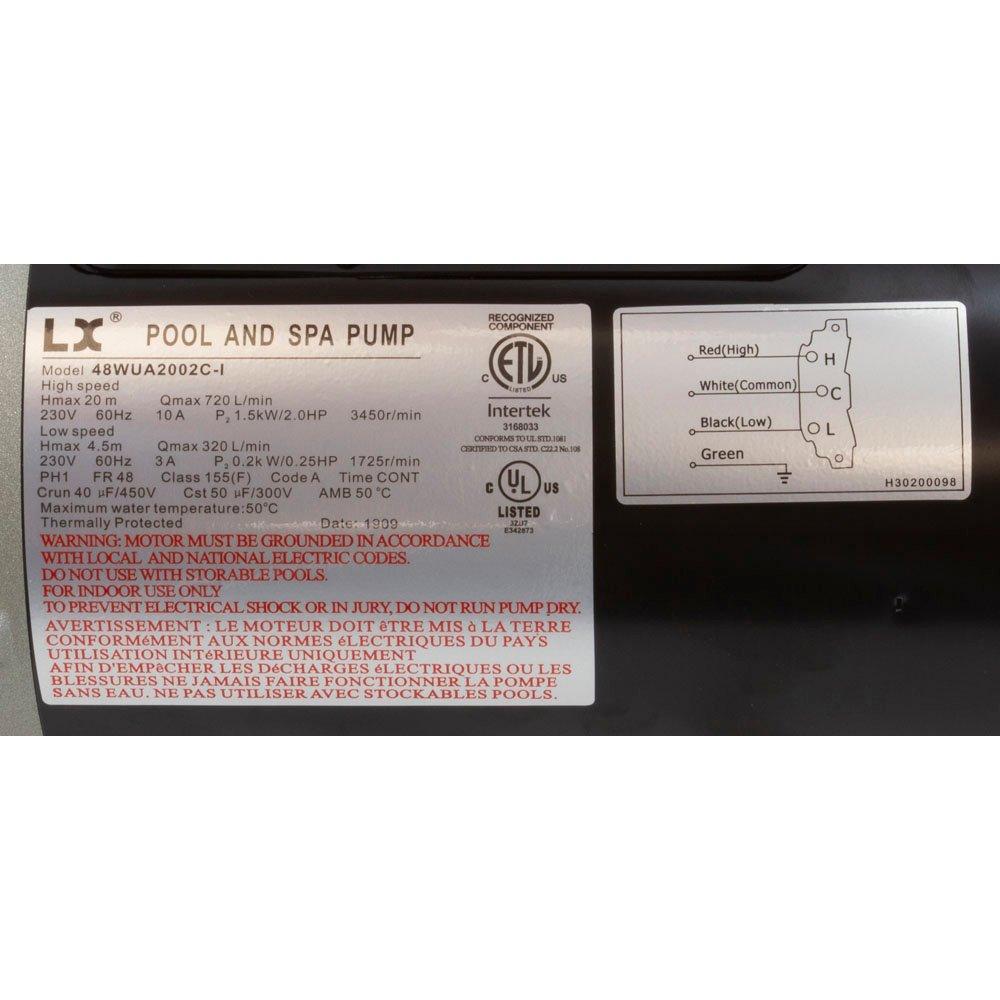 LX® POOL AND SPA PUMP
Model 48WUA2002C-I
High speed
Hmax 20 m Qmax 720 L/min
230V 60Hz 10 A P2 1.5kW/2.0HP 3450r/min
Low speed
Hmax 4.5m Qmax 320 L/min
230V 60Hz 3 A P2 0.2k W/0.25HP 1725r/min
PH1 FR 48 Class 155(F) Code A Time CONT
Crun 40 μF/450V Cst 50 μF/300V AMB 50 °C
Maximum water temperature:50°C
Thermally Protected Date: 1909
WARNING: MOTOR MUST BE GROUNDED IN ACCORDANCE
WITH LOCAL AND NATIONAL ELECTRIC CODES.
DO NOT USE WITH STORABLE POOLS.
FOR INDOOR USE ONLY
TO PREVENT ELECTRICAL SHOCK OR IN JURY, DO NOT RUN PUMP DRY.
AVERTISSEMENT : LE MOTEUR DOIT êTRE MIS à LA TERRE
CONFORMéMENT AUX NORMES éLECTRIQUES DU PAYS
UTILISATION INTéRIEURE UNIQUEMENT
AFIN D'EMPêCHER LES DéCHARGES éLECTRIQUES OU LES
BLESSURES NE JAMAIS FAIRE FONCTIONNER LA POMPE
SANS EAU. NE PAS UTILISER AVEC STOCKABLES POOLS.
RECOGNIZED
COMPONENT
ETL
LISTED
C US
Intertek
3168033
CONFORMS TO UL STD.1081
CERTIFIED TO CSA STD. C22.2 No.108
C UL US
LISTED
E342873
Red(High) H
White(Common) C
Black(Low) L
Green
H30200098